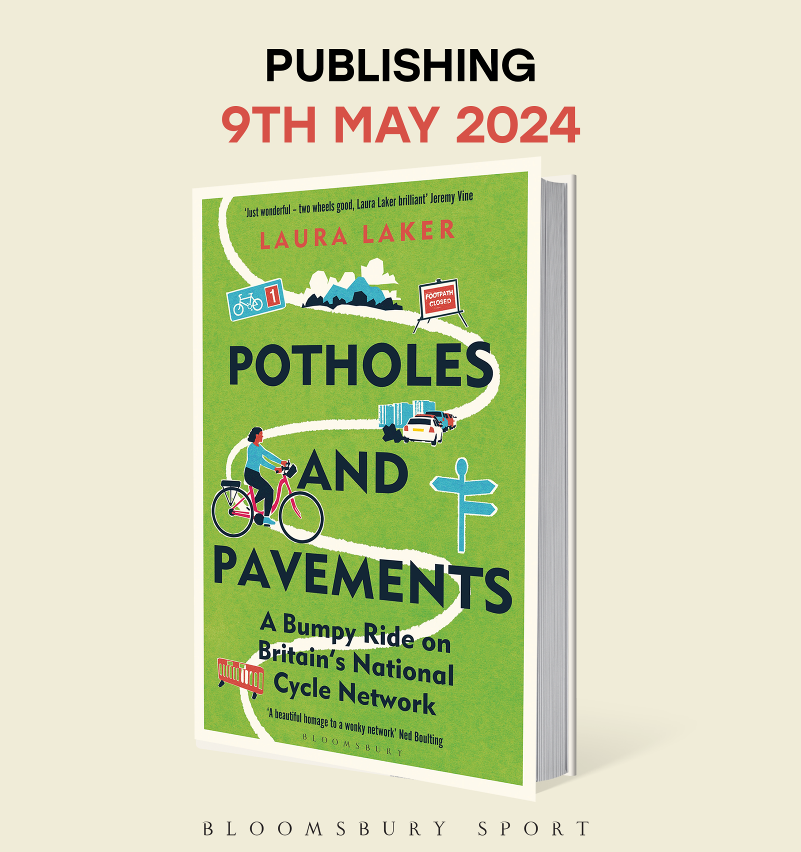 PUBLISHING
9TH MAY 2024
'Just wonderful – two wheels good, Laura Laker brilliant' Jeremy Vine
LAURA LAKER
1
FOOTPATH
CLOSED
POTHOLES
AND
PAVEMENTS
A Bumpy Ride on
Britain's National
Cycle Network
'A beautiful homage to a wonky network' Ned Boulting
BLOOMSBURY
BLOOMSBURY SPORT